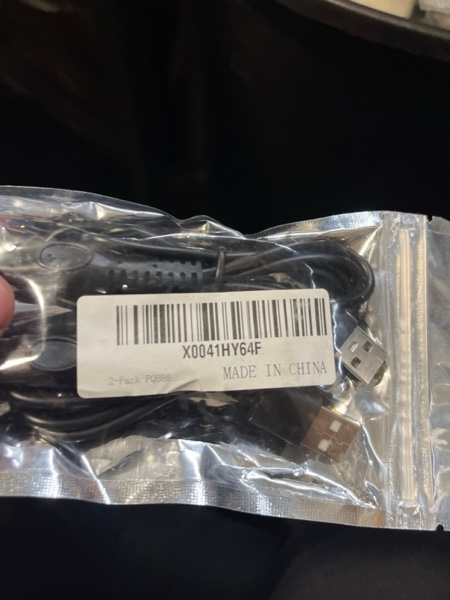 X0041HY64F
2-Pack PQ888
MADE IN CHINA